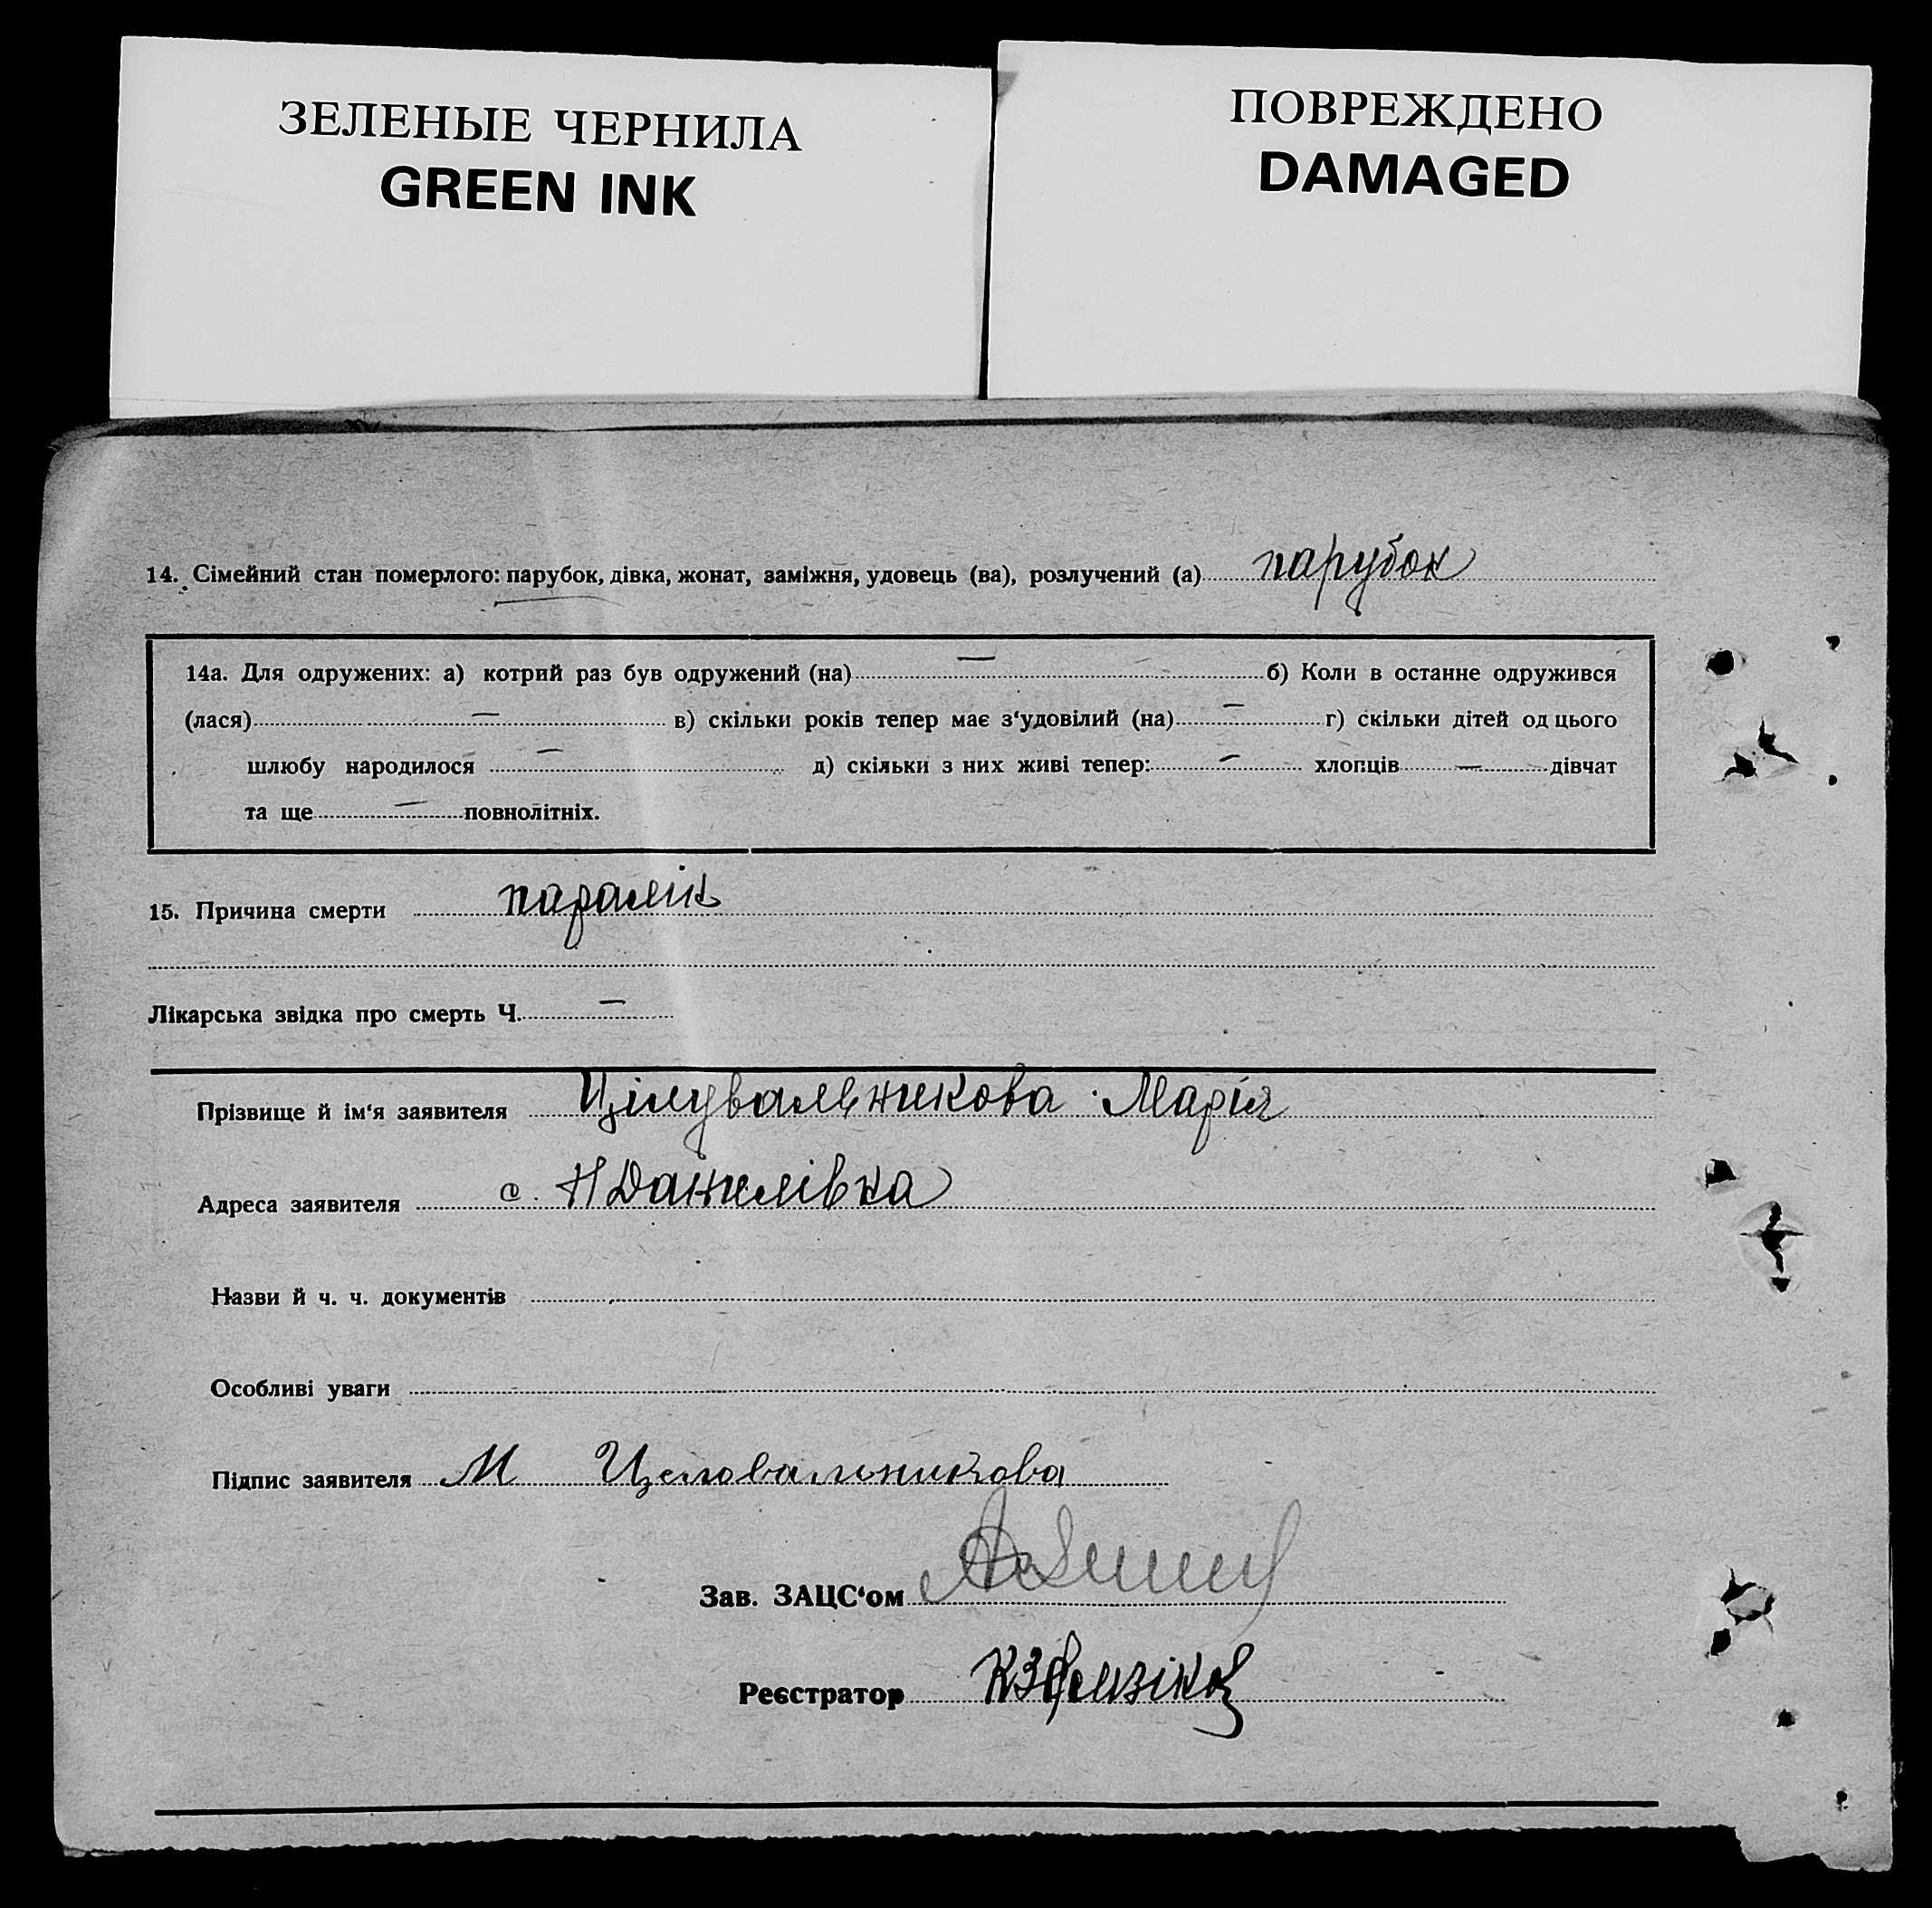 ЗЕЛЕНЫЕ ЧЕРНИЛА
GREEN INK
ПОВРЕЖДЕНО
DAMAGED
14. Сімейний стан померлого: парубок, дівка, жонат, заміжня, удовець (ва), розлучений (а) парубок
14а. Для одружених: а) котрий раз був одружений (на) — б) Коли в останне одружився
(лася) — в) скільки років тепер має з‘удовілий (на) — г) скільки дітей од цього
шлюбу народилося — д) скільки з них живі тепер: — хлопців — дівчат
та ще — повнолітніх.
15. Причина смерти параліч
Лікарська звідка про смерть Ч. —
Прізвище й ім‘я заявителя Цілувальникова Марія
Адреса заявителя с. Н Данилівка
Назви й ч. ч. документів
Особливі уваги
Підпис заявителя М Целовальникова
Зав. ЗАЦС‘ом
Реєстратор